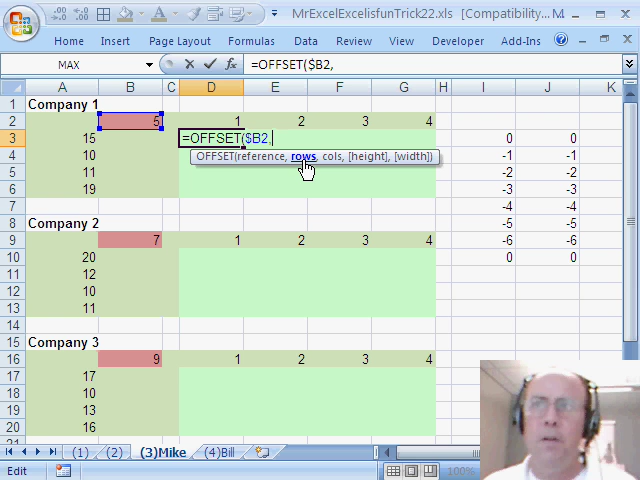 MrExcelExcelisfunTrick22.xls [Compatibility M
Home Insert Page Layout Formulas Data Review View Developer Add-Ins
MAX =OFFSET($B2,
A B C D E F G H I J K
1 Company 1
2 5 1 2 3 4
3 15 =OFFSET($B2, 0 0
OFFSET(reference, rows, cols, [height], [width])
4 10 -1 -1
5 11 -2 -2
6 19 -3 -3
7 -4 -4
8 Company 2 -5 -5
9 7 1 2 3 4 -6 -6
10 20 0 0
11 12
12 10
13 11
14
15 Company 3
16 9 1 2 3 4
17 17
18 10
19 13
20 16
21
(1) (2) (3)Mike (4)Bill
Edit 100%